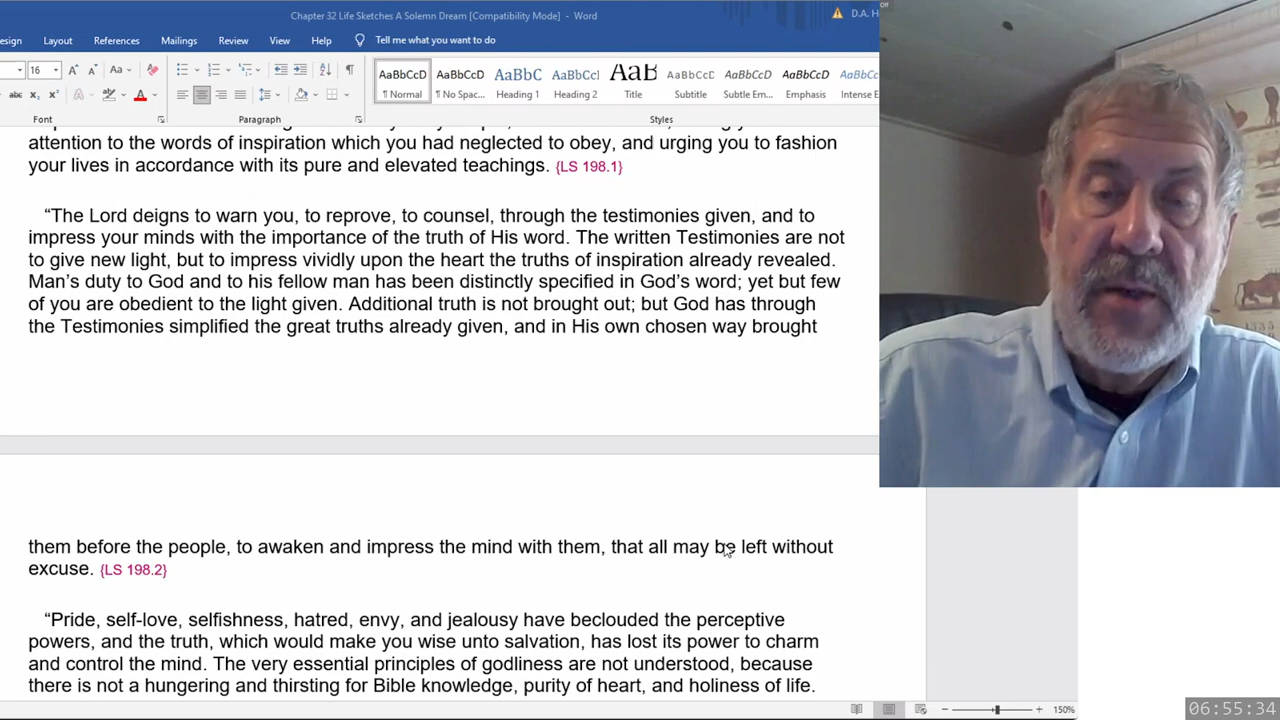 Chapter 32 Life Sketches A Solemn Dream [Compatibility Mode] - Word
D.A. H
Off
esign Layout References Mailings Review View Help Tell me what you want to do
16 Aa
AaBbCcD AaBbCcD AaBbC AaBbCcI AaB AaBbCcD AaBbCcD AaBbCcD AaBbCc
¶ Normal ¶ No Spac... Heading 1 Heading 2 Title Subtitle Subtle Em... Emphasis Intense E
Font Paragraph Styles
attention to the words of inspiration which you had neglected to obey, and urging you to fashion
your lives in accordance with its pure and elevated teachings. {LS 198.1}
“The Lord deigns to warn you, to reprove, to counsel, through the testimonies given, and to
impress your minds with the importance of the truth of His word. The written Testimonies are not
to give new light, but to impress vividly upon the heart the truths of inspiration already revealed.
Man’s duty to God and to his fellow man has been distinctly specified in God’s word; yet but few
of you are obedient to the light given. Additional truth is not brought out; but God has through
the Testimonies simplified the great truths already given, and in His own chosen way brought
them before the people, to awaken and impress the mind with them, that all may be left without
excuse. {LS 198.2}
“Pride, self-love, selfishness, hatred, envy, and jealousy have beclouded the perceptive
powers, and the truth, which would make you wise unto salvation, has lost its power to charm
and control the mind. The very essential principles of godliness are not understood, because
there is not a hungering and thirsting for Bible knowledge, purity of heart, and holiness of life.
150%
06:55:34